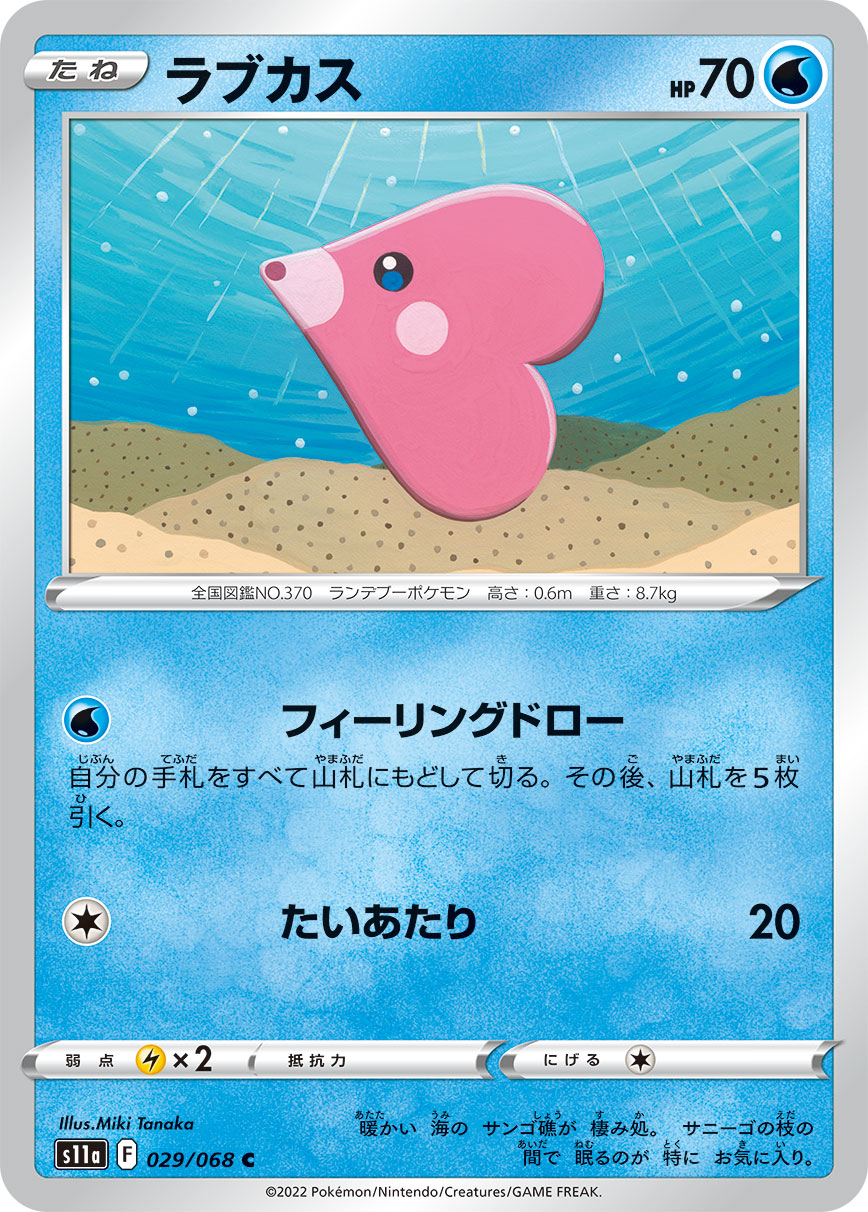 たね ラブカス HP70
全国図鑑NO.370 ランデブーポケモン 高さ：0.6m 重さ：8.7kg
フィーリングドロー
自分の手札をすべて山札にもどして切る。その後、山札を5枚
引く。
たいあたり 20
弱点 ×2 抵抗力 にげる
Illus.Miki Tanaka
暖かい 海の サンゴ礁が 棲み処。 サニーゴの枝の
間で 眠るのが 特に お気に入り。
s11a F 029/068 C
©2022 Pokémon/Nintendo/Creatures/GAME FREAK.